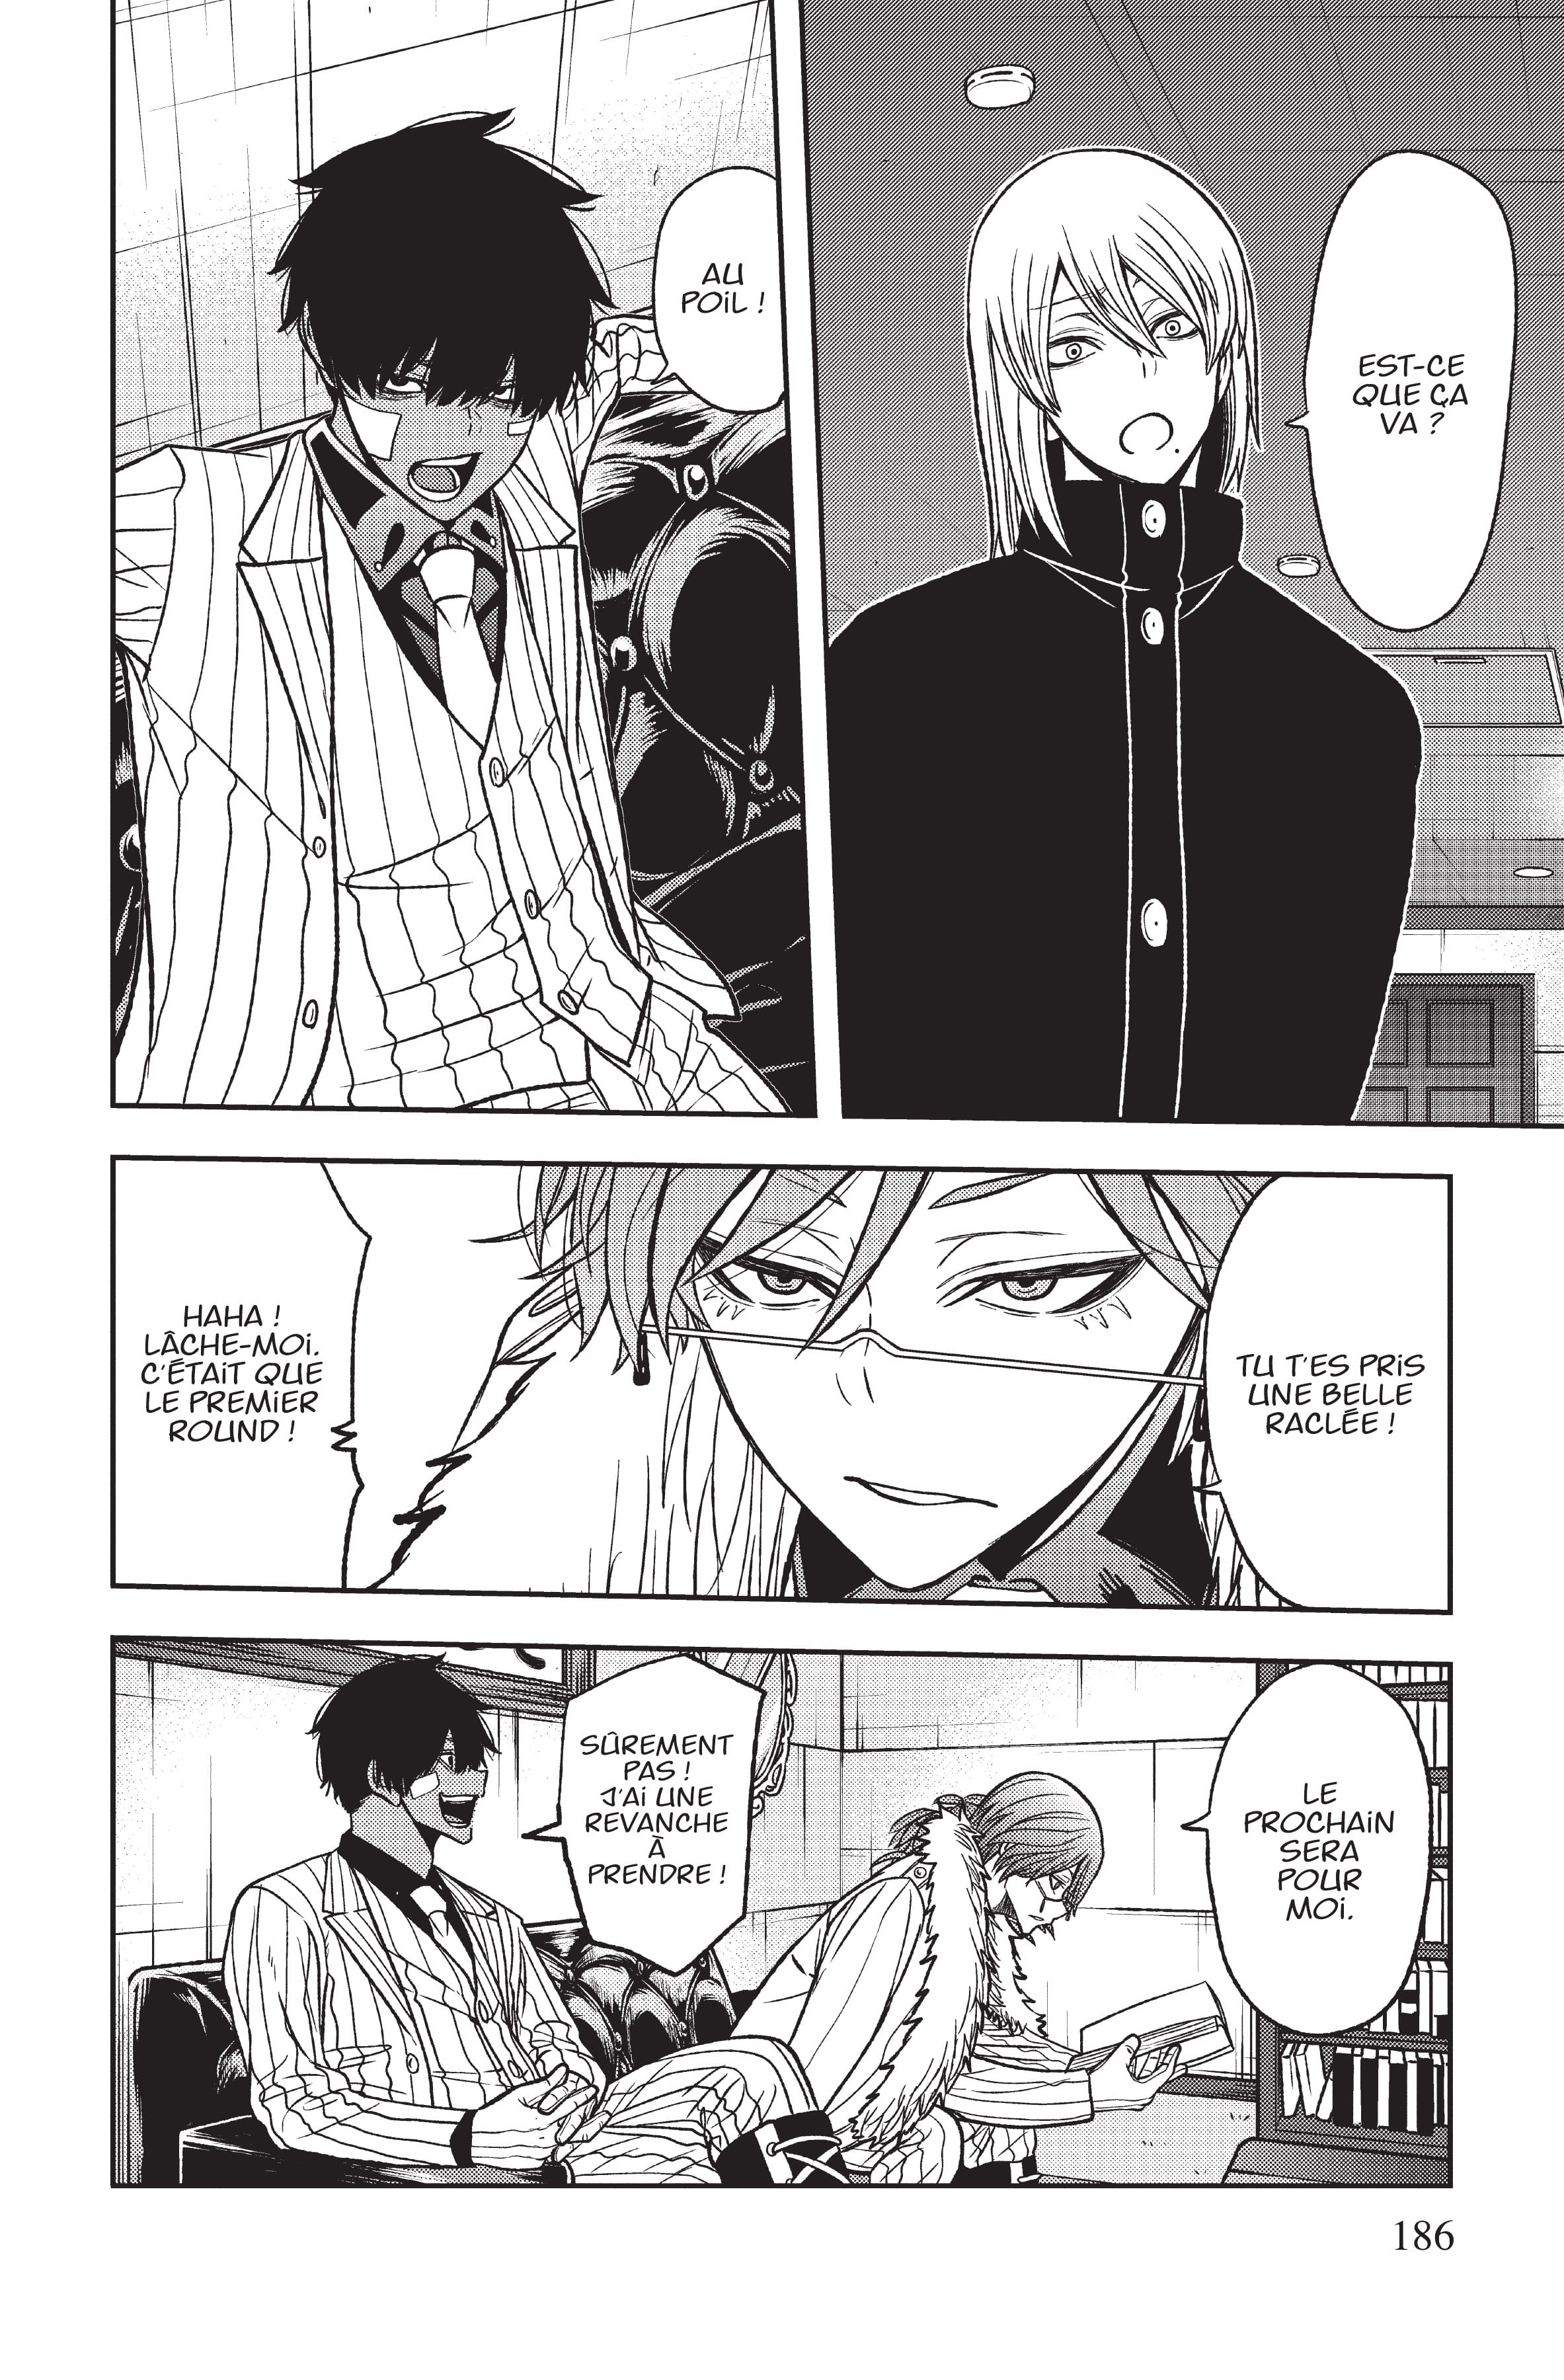 EST-CE
QUE ÇA
VA ?
AU
POIL !
TU T'ES PRIS
UNE BELLE
RACLÉE !
HAHA !
LÂCHE-MOI.
C'ÉTAIT QUE
LE PREMIER
ROUND !
LE
PROCHAIN
SERA
POUR
MOI.
SÛREMENT
PAS !
J'AI UNE
REVANCHE
À
PRENDRE !
186